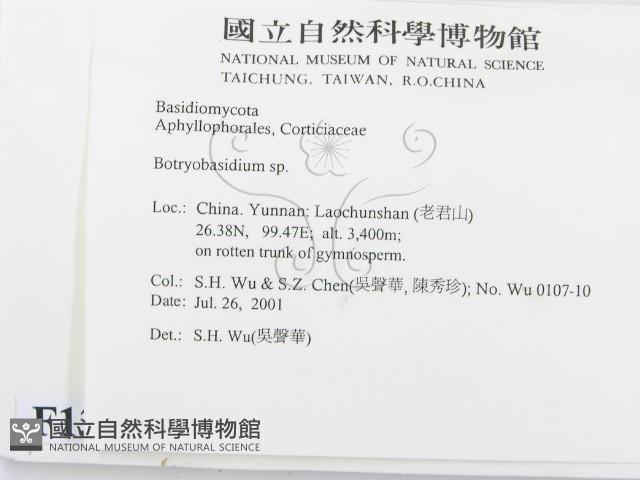 國立自然科學博物館
NATIONAL MUSEUM OF NATURAL SCIENCE
TAICHUNG, TAIWAN, R.O.CHINA
Basidiomycota
Aphyllophorales, Corticiaceae
Botryobasidium sp.
Loc.: China. Yunnan: Laochunshan (老君山)
26.38N, 99.47E; alt. 3,400m;
on rotten trunk of gymnosperm.
Col.: S.H. Wu & S.Z. Chen(吳聲華, 陳秀珍); No. Wu 0107-10
Date: Jul. 26, 2001
Det.: S.H. Wu(吳聲華)
國立自然科學博物館
NATIONAL MUSEUM OF NATURAL SCIENCE